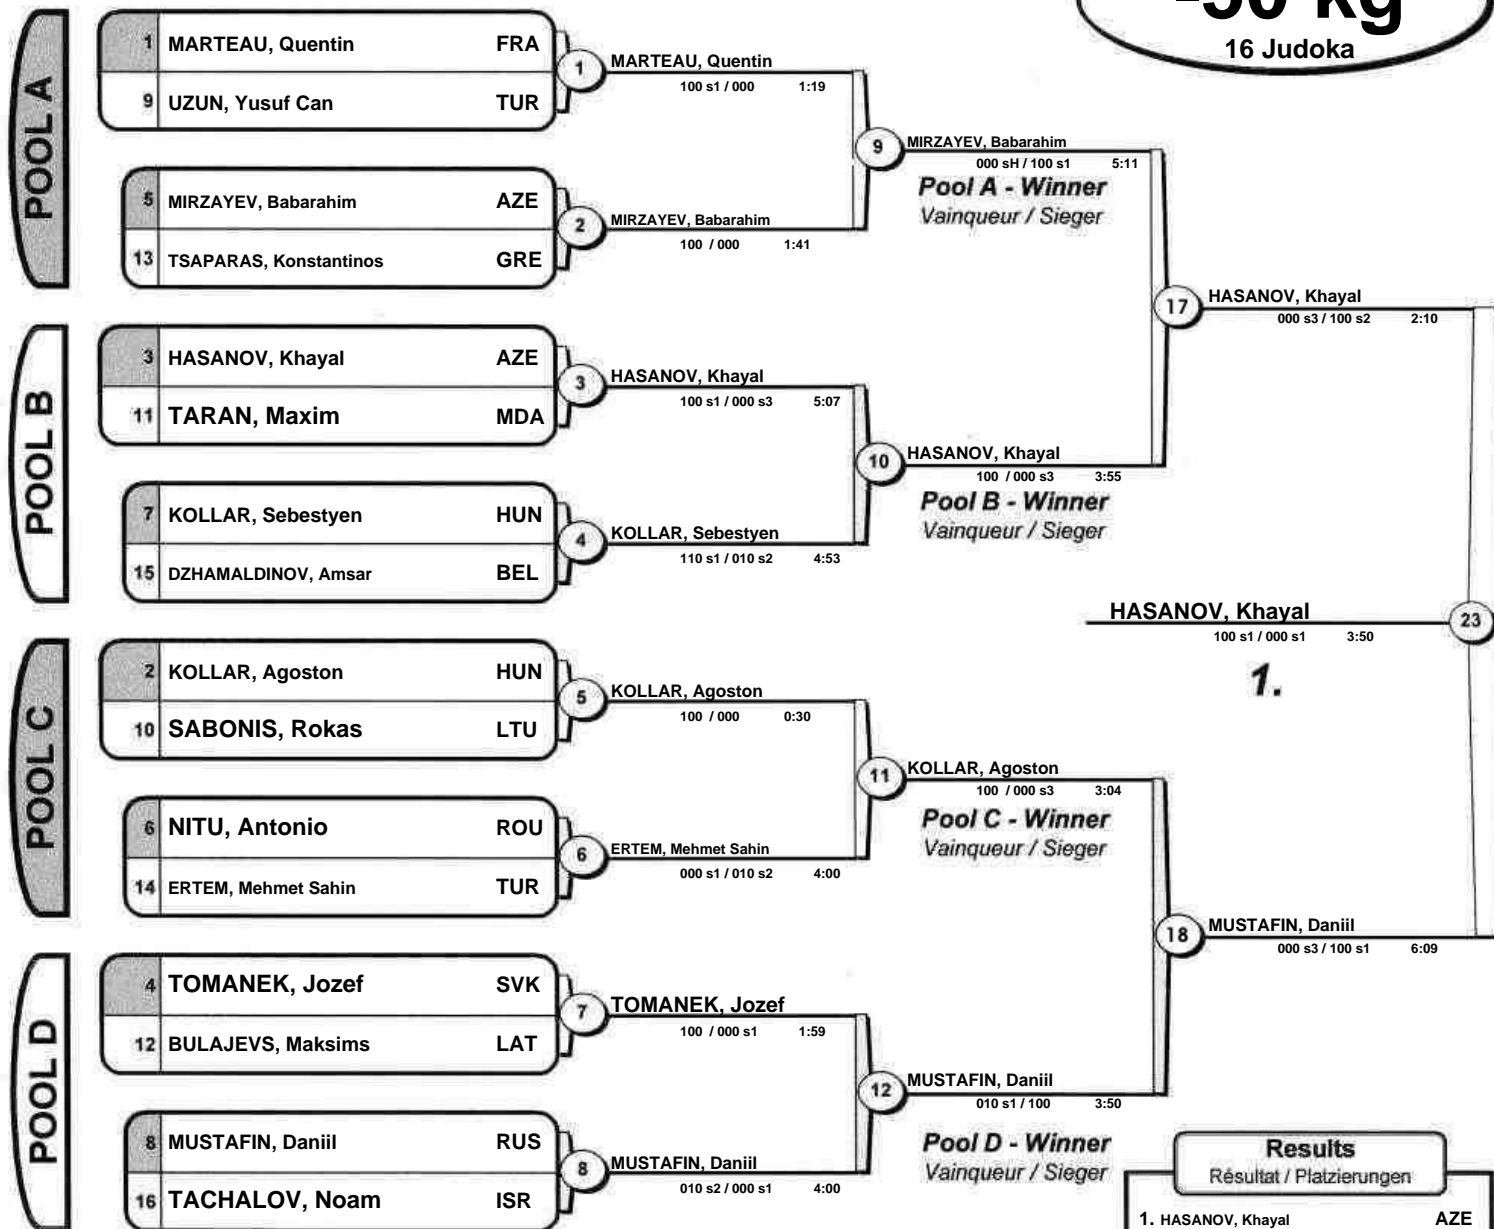 -50 kg
16 Judoka
POOL A
1 MARTEAU, Quentin FRA
9 UZUN, Yusuf Can TUR
5 MIRZAYEV, Babarahim AZE
13 TSAPARAS, Konstantinos GRE
1 MARTEAU, Quentin
100 s1 / 000 1:19
2 MIRZAYEV, Babarahim
100 / 000 1:41
9 MIRZAYEV, Babarahim
000 sH / 100 s1 5:11
Pool A - Winner
Vainqueur / Sieger
POOL B
3 HASANOV, Khayal AZE
11 TARAN, Maxim MDA
7 KOLLAR, Sebestyen HUN
15 DZHAMALDINOV, Amsar BEL
3 HASANOV, Khayal
100 s1 / 000 s3 5:07
4 KOLLAR, Sebestyen
110 s1 / 010 s2 4:53
10 HASANOV, Khayal
100 / 000 s3 3:55
Pool B - Winner
Vainqueur / Sieger
17 HASANOV, Khayal
000 s3 / 100 s2 2:10
HASANOV, Khayal 23
100 s1 / 000 s1 3:50
1.
POOL C
2 KOLLAR, Agoston HUN
10 SABONIS, Rokas LTU
6 NITU, Antonio ROU
14 ERTEM, Mehmet Sahin TUR
5 KOLLAR, Agoston
100 / 000 0:30
6 ERTEM, Mehmet Sahin
000 s1 / 010 s2 4:00
11 KOLLAR, Agoston
100 / 000 s3 3:04
Pool C - Winner
Vainqueur / Sieger
POOL D
4 TOMANEK, Jozef SVK
12 BULAJEVS, Maksims LAT
8 MUSTAFIN, Daniil RUS
16 TACHALOV, Noam ISR
7 TOMANEK, Jozef
100 / 000 s1 1:59
8 MUSTAFIN, Daniil
010 s2 / 000 s1 4:00
12 MUSTAFIN, Daniil
010 s1 / 100 3:50
Pool D - Winner
Vainqueur / Sieger
18 MUSTAFIN, Daniil
000 s3 / 100 s1 6:09
Results
Résultat / Platzierungen
1. HASANOV, Khayal AZE